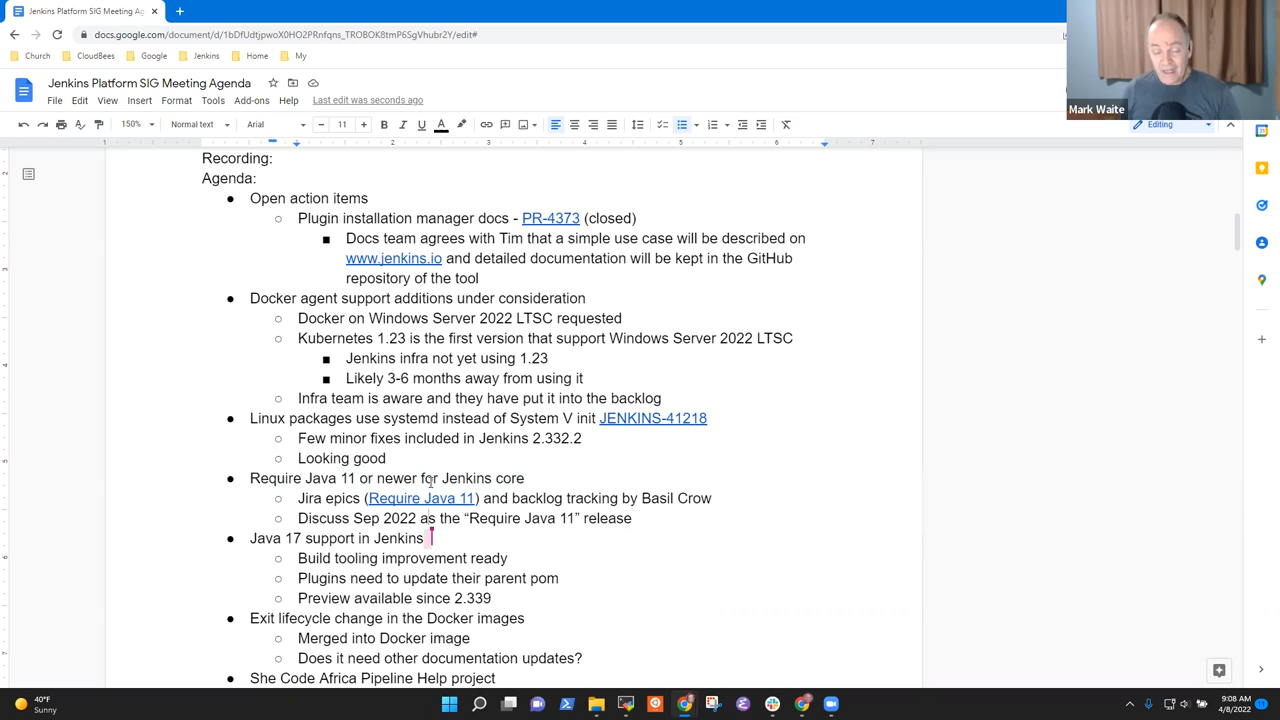 Jenkins Platform SIG Meeting Ag
docs.google.com/document/d/1bDfUdtjpwoX0HO2PRnfqns_TROBOK8tmP6SgVhubr2Y/edit#
Church CloudBees Google Jenkins Home My
Jenkins Platform SIG Meeting Agenda
File Edit View Insert Format Tools Add-ons Help Last edit was seconds ago
Mark Waite
150% Normal text Arial 11 Editing
1 1 2 3 4 5 6 7
Recording:
Agenda:
● Open action items
○ Plugin installation manager docs - PR-4373 (closed)
■ Docs team agrees with Tim that a simple use case will be described on
www.jenkins.io and detailed documentation will be kept in the GitHub
repository of the tool
● Docker agent support additions under consideration
○ Docker on Windows Server 2022 LTSC requested
○ Kubernetes 1.23 is the first version that support Windows Server 2022 LTSC
■ Jenkins infra not yet using 1.23
■ Likely 3-6 months away from using it
○ Infra team is aware and they have put it into the backlog
● Linux packages use systemd instead of System V init JENKINS-41218
○ Few minor fixes included in Jenkins 2.332.2
○ Looking good
● Require Java 11 or newer for Jenkins core
○ Jira epics (Require Java 11) and backlog tracking by Basil Crow
○ Discuss Sep 2022 as the “Require Java 11” release
● Java 17 support in Jenkins
○ Build tooling improvement ready
○ Plugins need to update their parent pom
○ Preview available since 2.339
● Exit lifecycle change in the Docker images
○ Merged into Docker image
○ Does it need other documentation updates?
● She Code Africa Pipeline Help project
40°F
Sunny
9:08 AM
4/8/2022